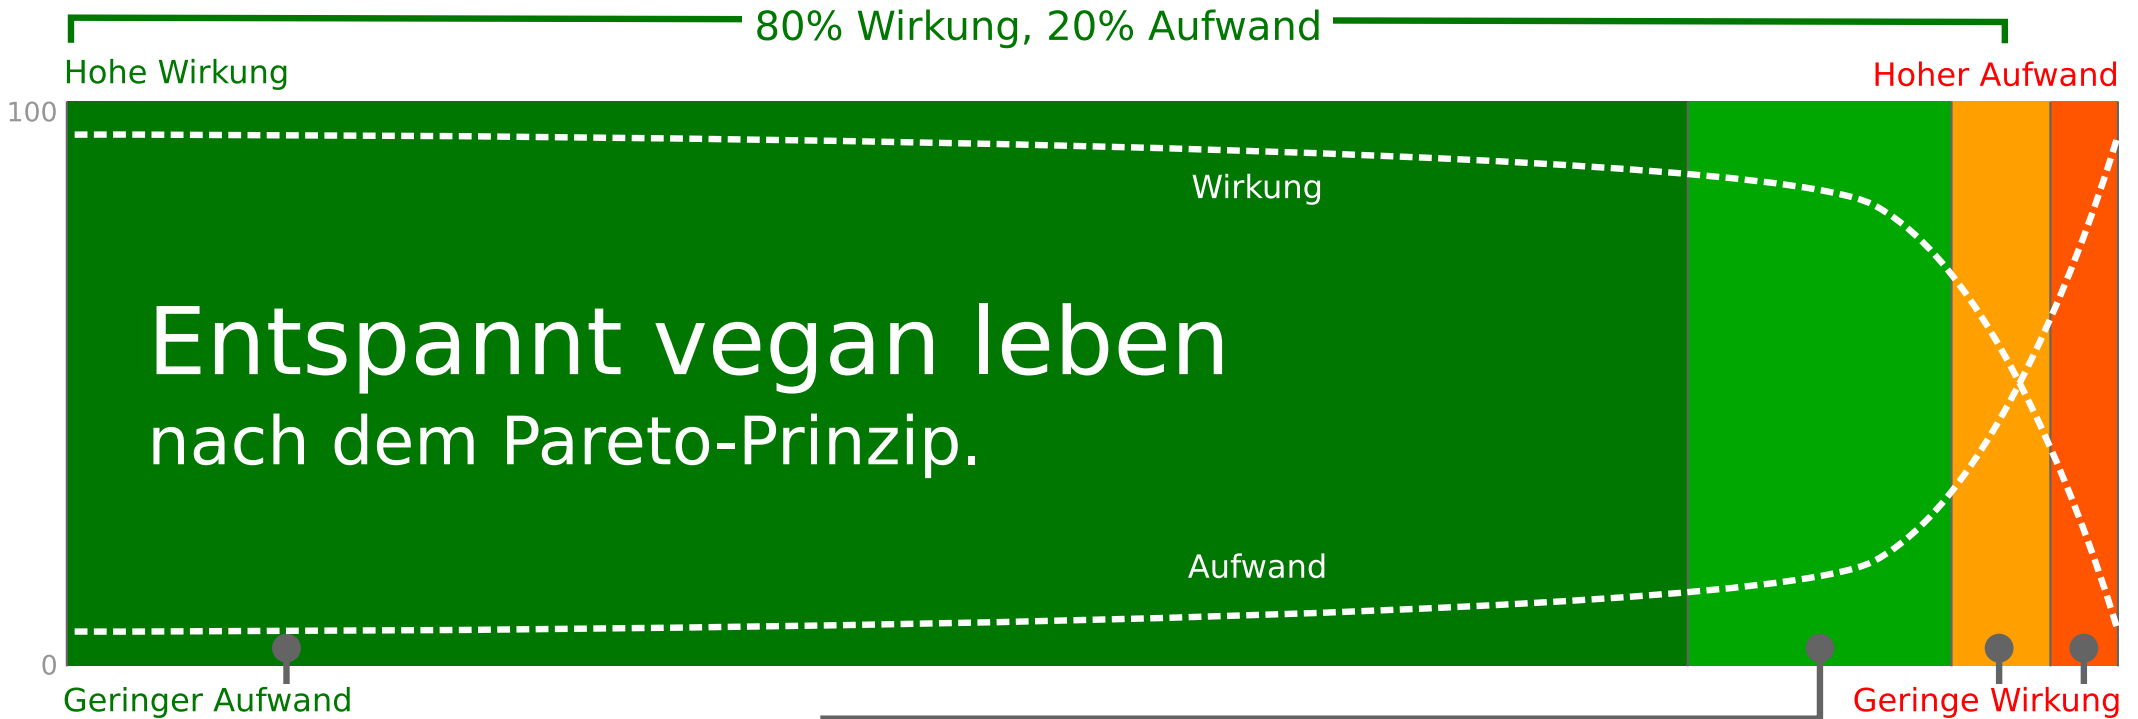 80% Wirkung, 20% Aufwand
Hohe Wirkung
Hoher Aufwand
100
Wirkung
Entspannt vegan leben
nach dem Pareto-Prinzip.
Aufwand
0
Geringer Aufwand
Geringe Wirkung